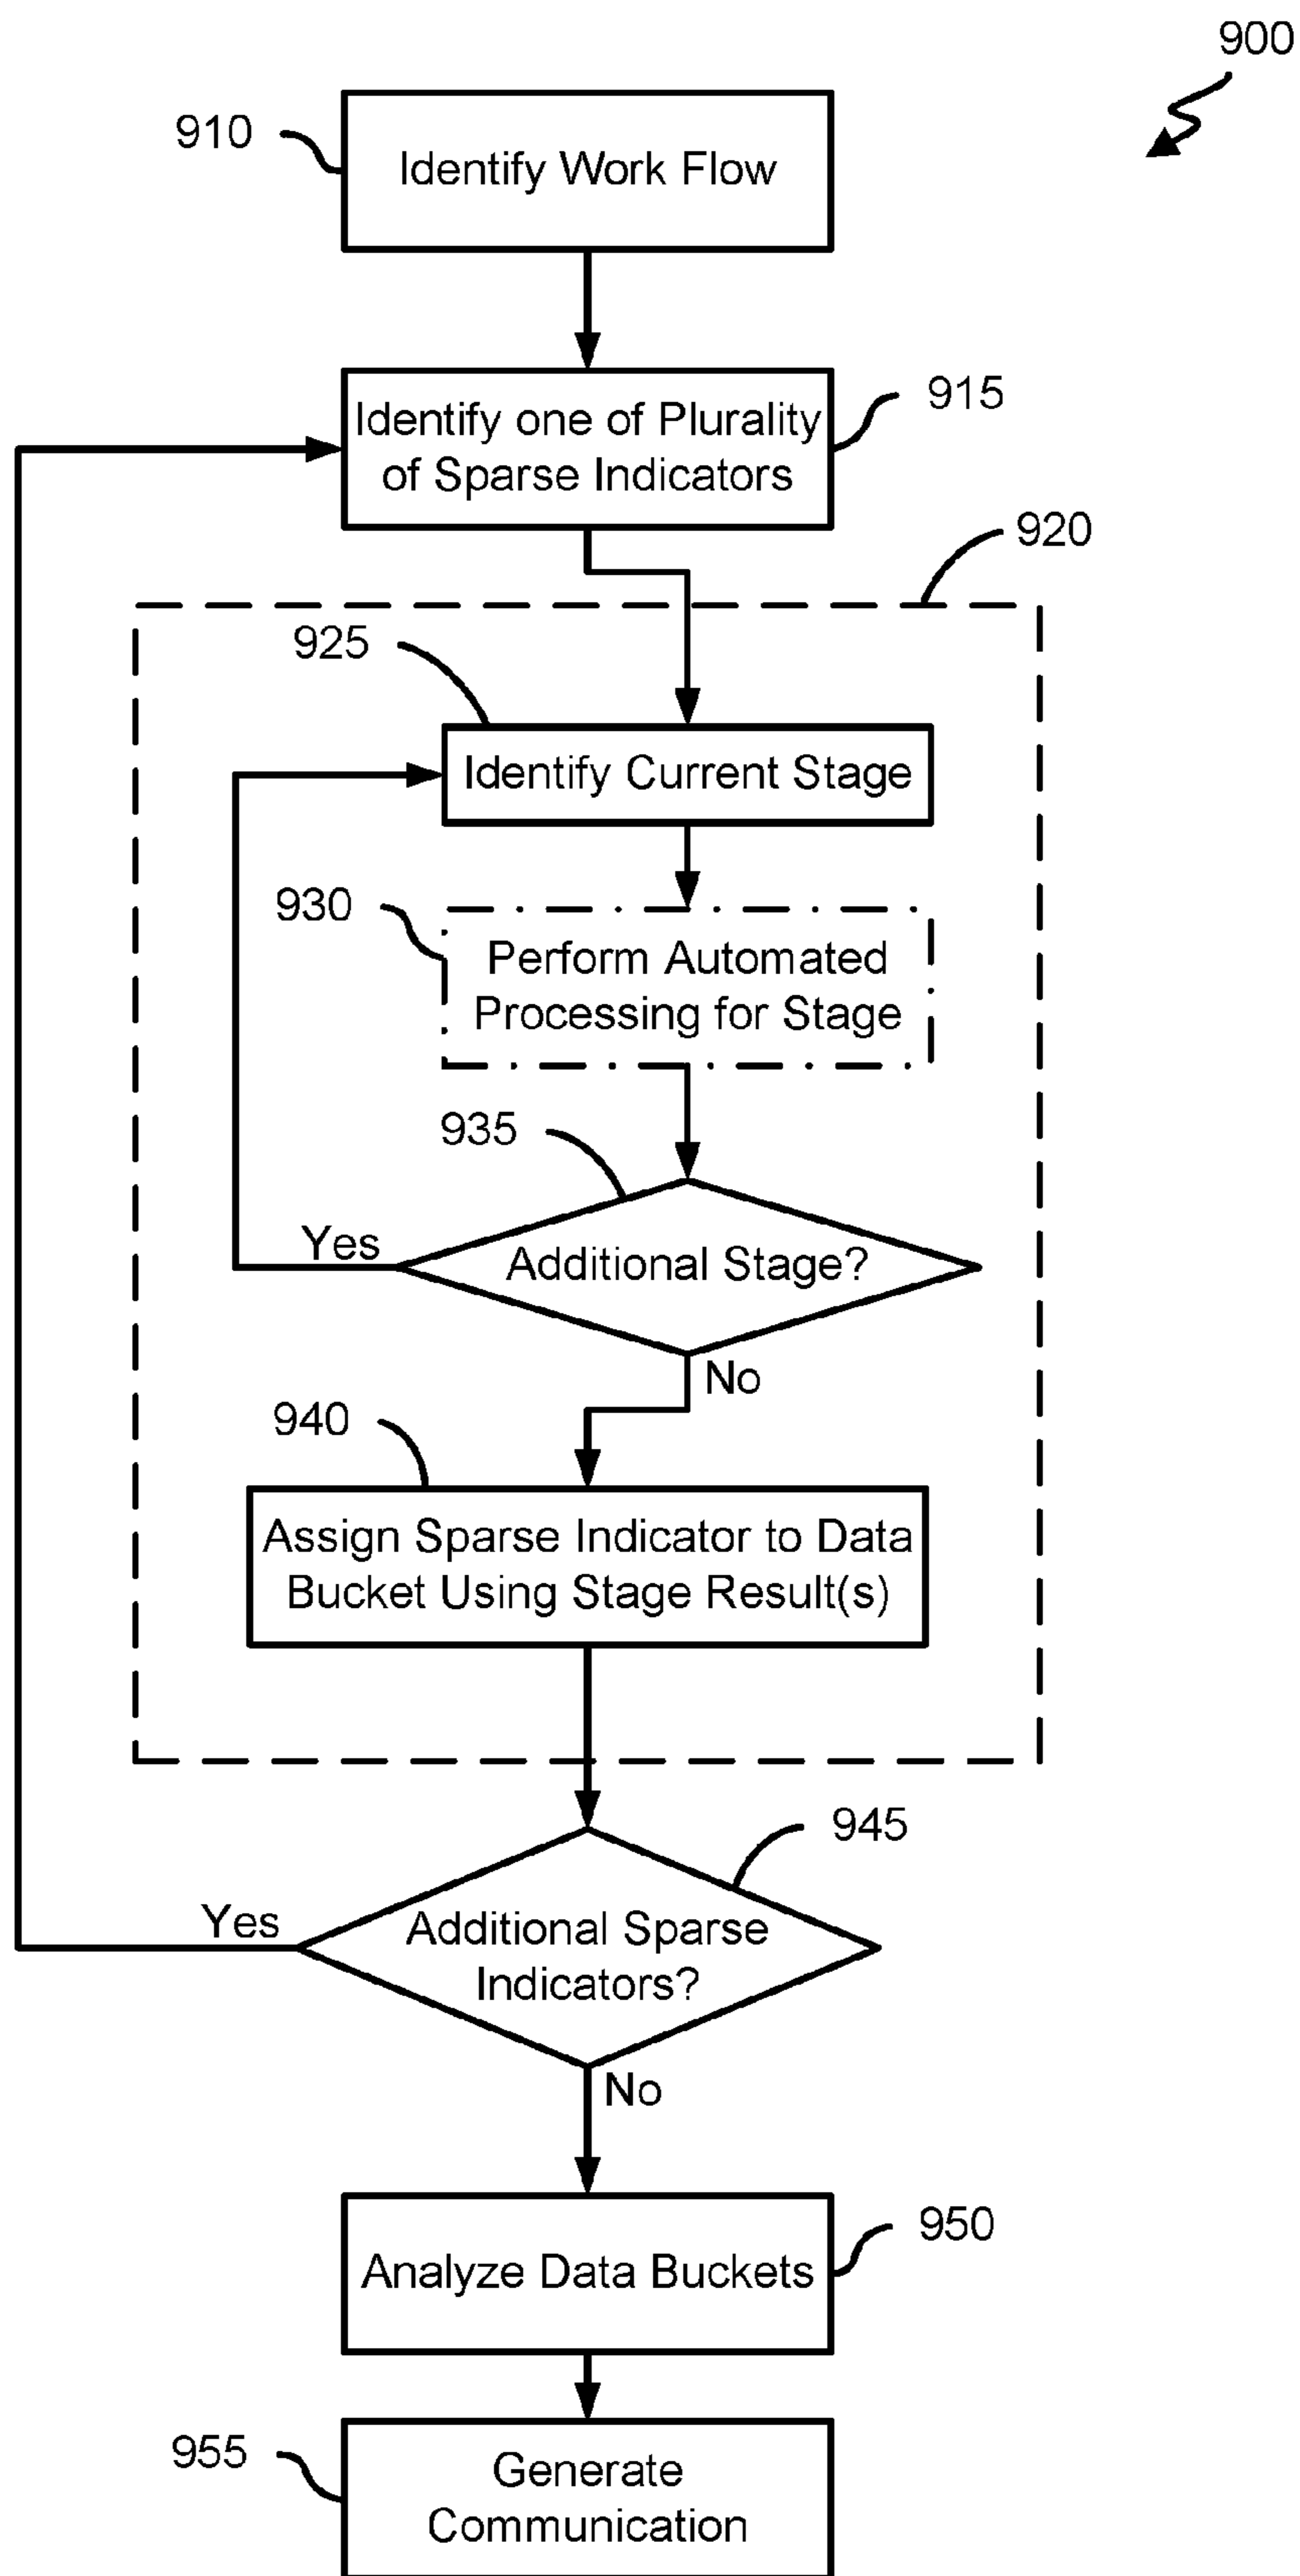 900
910
Identify Work Flow
Identify one of Plurality
of Sparse Indicators
915
920
925
Identify Current Stage
930
Perform Automated
Processing for Stage
935
Yes
Additional Stage?
No
940
Assign Sparse Indicator to Data
Bucket Using Stage Result(s)
945
Yes
Additional Sparse
Indicators?
No
950
Analyze Data Buckets
955
Generate
Communication